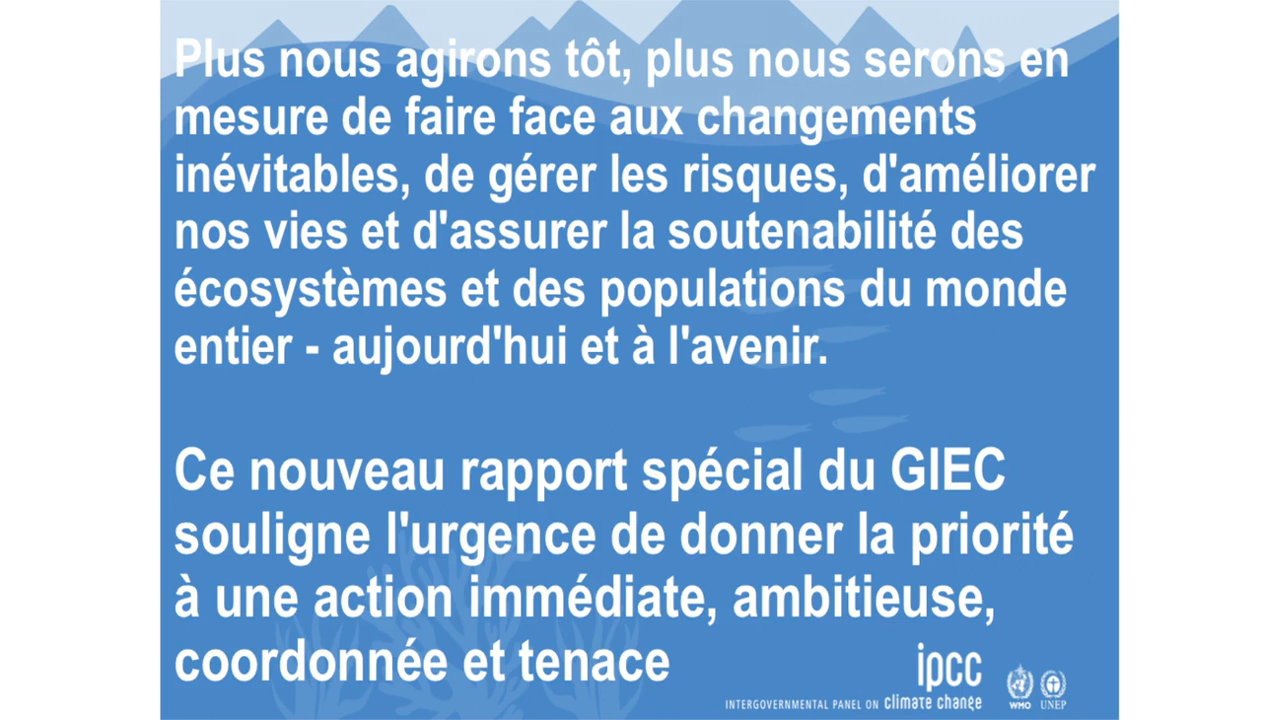 Plus nous agirons tôt, plus nous serons en
mesure de faire face aux changements
inévitables, de gérer les risques, d'améliorer
nos vies et d'assurer la soutenabilité des
écosystèmes et des populations du monde
entier - aujourd'hui et à l'avenir.
Ce nouveau rapport spécial du GIEC
souligne l'urgence de donner la priorité
à une action immédiate, ambitieuse,
coordonnée et tenace
ipcc
INTERGOVERNMENTAL PANEL ON climate change
WMO UNEP